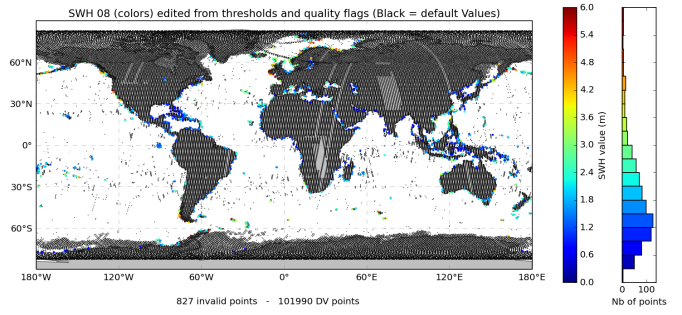 SWH 08 (colors) edited from thresholds and quality flags (Black = default Values)
60°N
30°N
0°
30°S
60°S
180°W
120°W
60°W
0°
60°E
120°E
180°E
827 invalid points - 101990 DV points
6.0
5.4
4.8
4.2
3.6
3.0
2.4
1.8
1.2
0.6
0.0
SWH value (m)
0
100
Nb of points